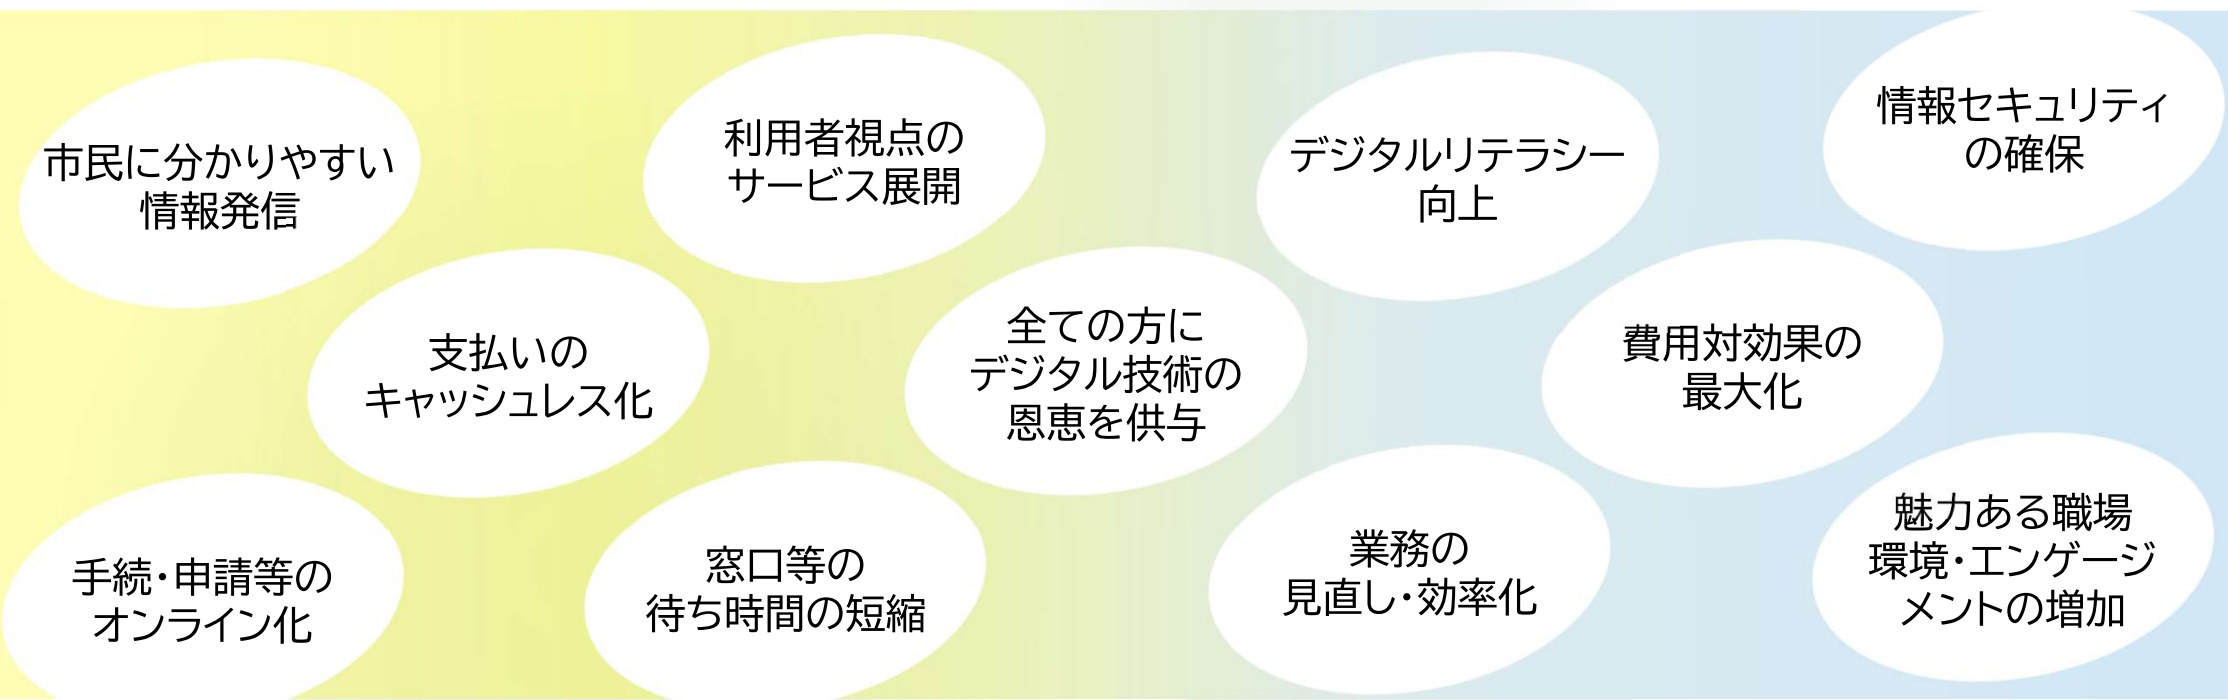 市民に分かりやすい
情報発信
利用者視点の
サービス展開
デジタルリテラシー
向上
情報セキュリティ
の確保
支払いの
キャッシュレス化
全ての方に
デジタル技術の
恩恵を供与
費用対効果の
最大化
手続・申請等の
オンライン化
窓口等の
待ち時間の短縮
業務の
見直し・効率化
魅力ある職場
環境・エンゲージ
メントの増加